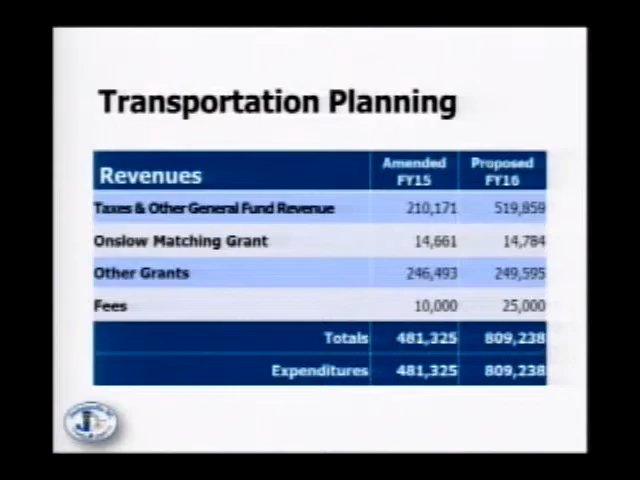 Transportation Planning
Revenues Amended FY15 Proposed FY16
Taxes & Other General Fund Revenue 210,171 519,859
Onslow Matching Grant 14,661 14,784
Other Grants 246,493 249,595
Fees 10,000 25,000
Totals 481,325 809,238
Expenditures 481,325 809,238